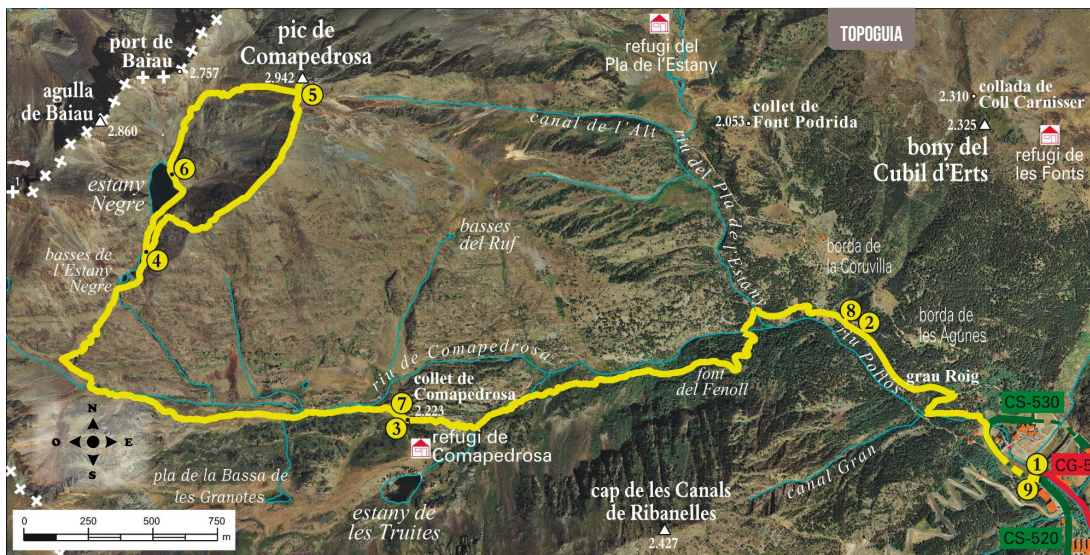 TOPOGUIA
port de
Baiau
2.757
agulla
de Baiau
2.860
pic de
Comapedrosa
2.942
5
refugi del
Pla de l'Estany
collet de
2.053
Font Podrida
2.310
collada de
Coll Carnisser
2.325
bony del
Cubil d'Erts
refugi de
les Fonts
canal de l'Alt
riu del Pla de l'Estany
6
estany
Negre
4
basses de
l'Estany
Negre
basses
del Ruf
borda de
la Coruvilla
8
2
borda de
les Agunes
riu Pollós
grau Roig
riu de Comapedrosa
font
del Fenoll
collet de
Comapedrosa
7
2.223
3
refugi de
Comapedrosa
CS-530
1
CG-5
9
CS-520
canal Gran
N
O
E
S
pla de la Bassa de
les Granotes
estany de
les Truites
cap de les Canals
de Ribanelles
2.427
0
250
500
750
m